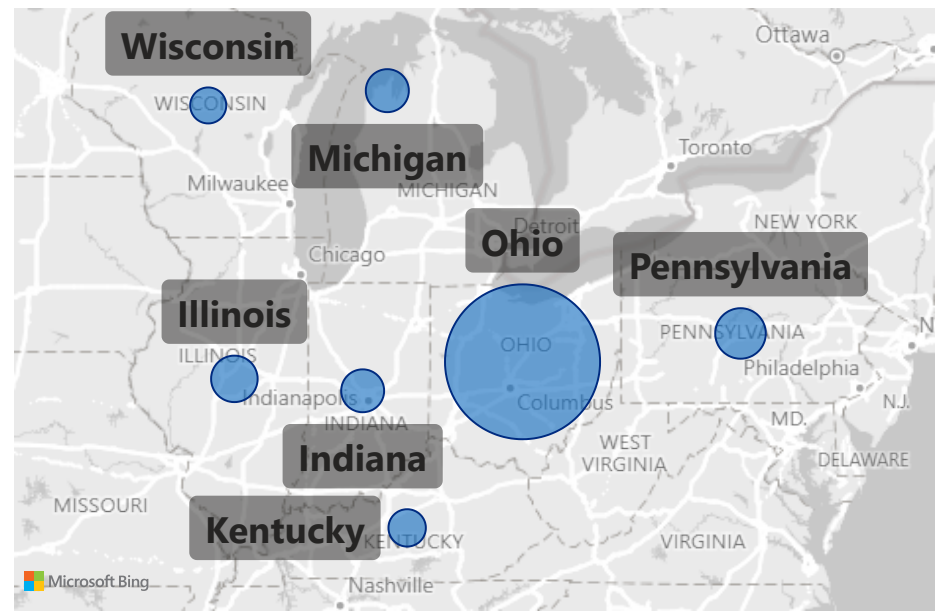 Wisconsin
Ottawa
WISCONSIN
Toronto
Michigan
MICHIGAN
Milwaukee
Detroit
NEW YORK
Ohio
Chicago
Pennsylvania
Illinois
PENNSYLVANIA
OHIO
ILLINOIS
Philadelphia
Indianapolis
Columbus
N.J.
INDIANA
MD.
WEST
VIRGINIA
Indiana
DELAWARE
MISSOURI
Kentucky
KENTUCKY
VIRGINIA
Microsoft Bing
Nashville